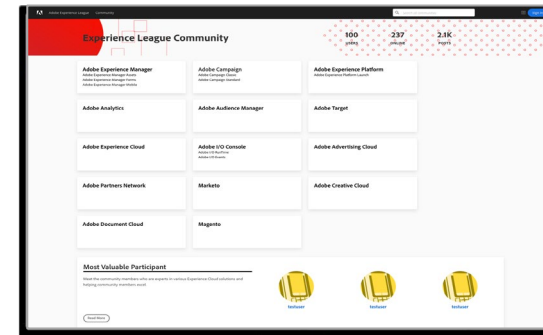 Adobe Experience League Community
Sign In
Experience League Community
100 237 2.1K
USERS ONLINE POSTS
Adobe Experience Manager
Adobe Experience Manager Assets
Adobe Experience Manager Forms
Adobe Experience Manager Mobile
Adobe Campaign
Adobe Campaign Classic
Adobe Campaign Standard
Adobe Experience Platform
Adobe Experience Platform Launch
Adobe Analytics
Adobe Audience Manager
Adobe Target
Adobe Experience Cloud
Adobe I/O Console
Adobe I/O Runtime
Adobe I/O Events
Adobe Advertising Cloud
Adobe Partners Network
Marketo
Adobe Creative Cloud
Adobe Document Cloud
Magento
Most Valuable Participant
Meet the community members who are experts in various Experience Cloud solutions and
helping community members excel
Read More
testuser testuser testuser